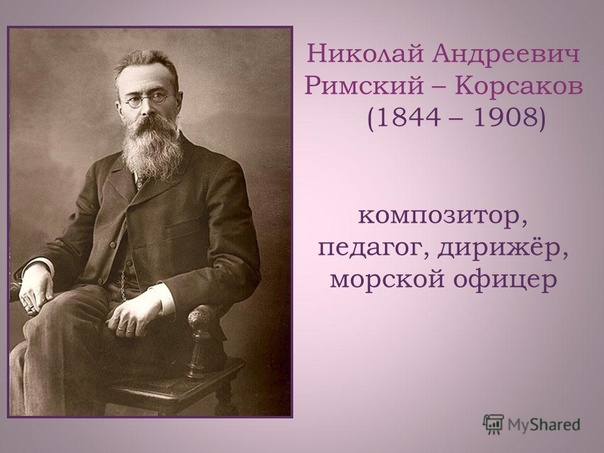 Николай Андреевич
Римский – Корсаков
(1844 – 1908)
композитор,
педагог, дирижёр,
морской офицер
MyShared